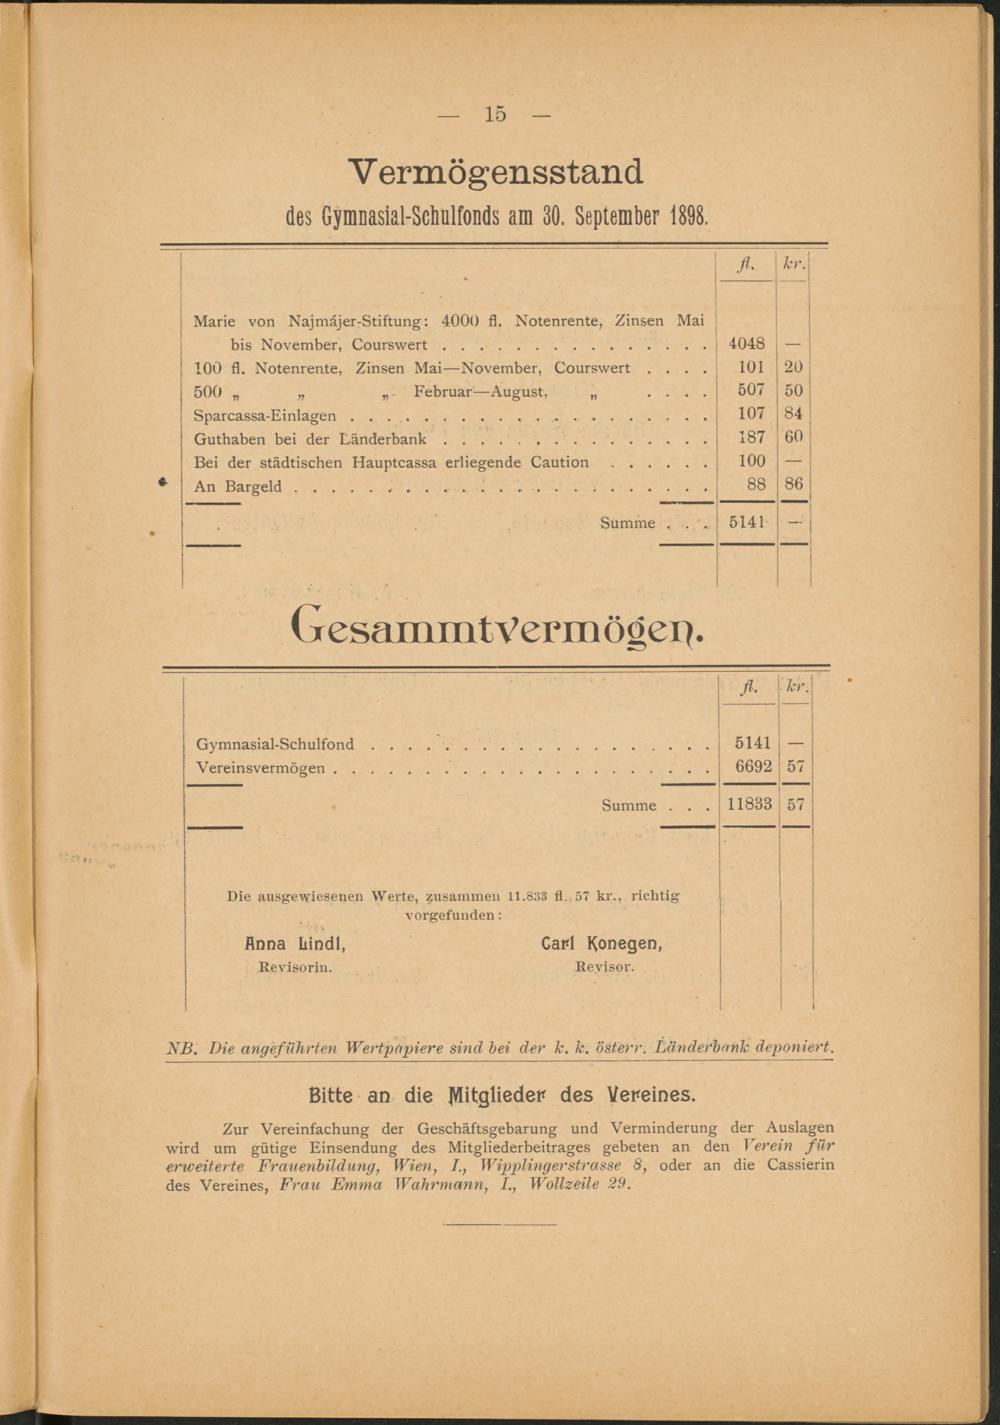 — 15 —
Vermögensstand
des Gymnasial-Schulfonds am 30. September 1898.
fl. kr.
Marie von Najmájer-Stiftung: 4000 fl. Notenrente, Zinsen Mai
bis November, Courswert . . . . . . . . . . . . . . . 4048 —
100 fl. Notenrente, Zinsen Mai—November, Courswert . . . . 101 20
500 „ „ „ Februar—August, „ . . . . 507 50
Sparcassa-Einlagen . . . . . . . . . . . . . . . . . . 107 84
Guthaben bei der Länderbank . . . . . . . . . . . . . . 187 60
Bei der städtischen Hauptcassa erliegende Caution . . . . . . 100 —
An Bargeld . . . . . . . . . . . . . . . . . . . . . . . 88 86
Summe . . . 5141 —
Gesammtvermögen.
fl. kr.
Gymnasial-Schulfond . . . . . . . . . . . . . . . . . . . 5141 —
Vereinsvermögen . . . . . . . . . . . . . . . . . . . . . 6692 57
Summe . . . 11833 57
Die ausgewiesenen Werte, zusammen 11.833 fl. 57 kr., richtig
vorgefunden:
Anna Lindl, Carl Konegen,
Revisorin. Revisor.
NB. Die angeführten Wertpapiere sind bei der k. k. österr. Länderbank deponiert.
Bitte an die Mitglieder des Vereines.
Zur Vereinfachung der Geschäftsgebarung und Verminderung der Auslagen
wird um gütige Einsendung des Mitgliederbeitrages gebeten an den Verein für
erweiterte Frauenbildung, Wien, I., Wipplingerstrasse 8, oder an die Cassierin
des Vereines, Frau Emma Wahrmann, I., Wollzeile 29.